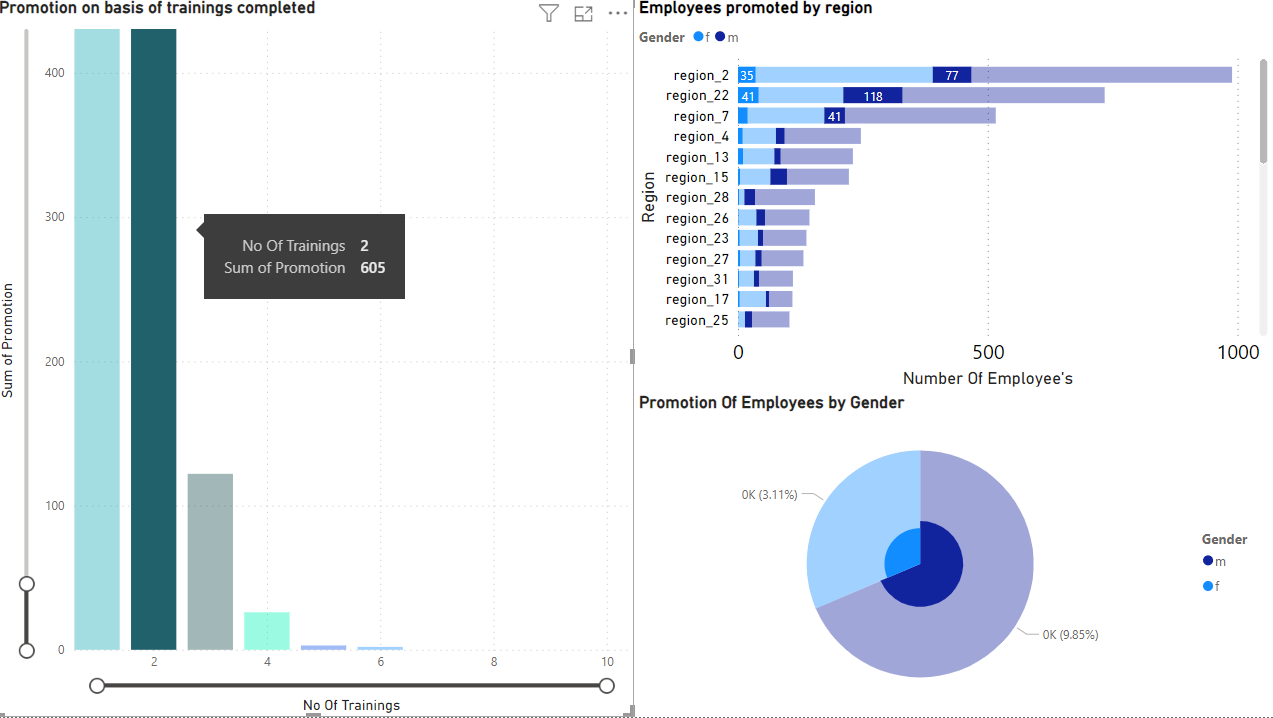 Promotion on basis of trainings completed
400
300
200
100
0
Sum of Promotion
No Of Trainings 2
Sum of Promotion 605
2 4 6 8 10
No Of Trainings
Employees promoted by region
Gender f m
region_2 35 77
region_22 41 118
region_7 41
region_4
region_13
region_15
region_28
region_26
region_23
region_27
region_31
region_17
region_25
Region
0 500 1000
Number Of Employee's
Promotion Of Employees by Gender
0K (3.11%)
0K (9.85%)
Gender
m
f